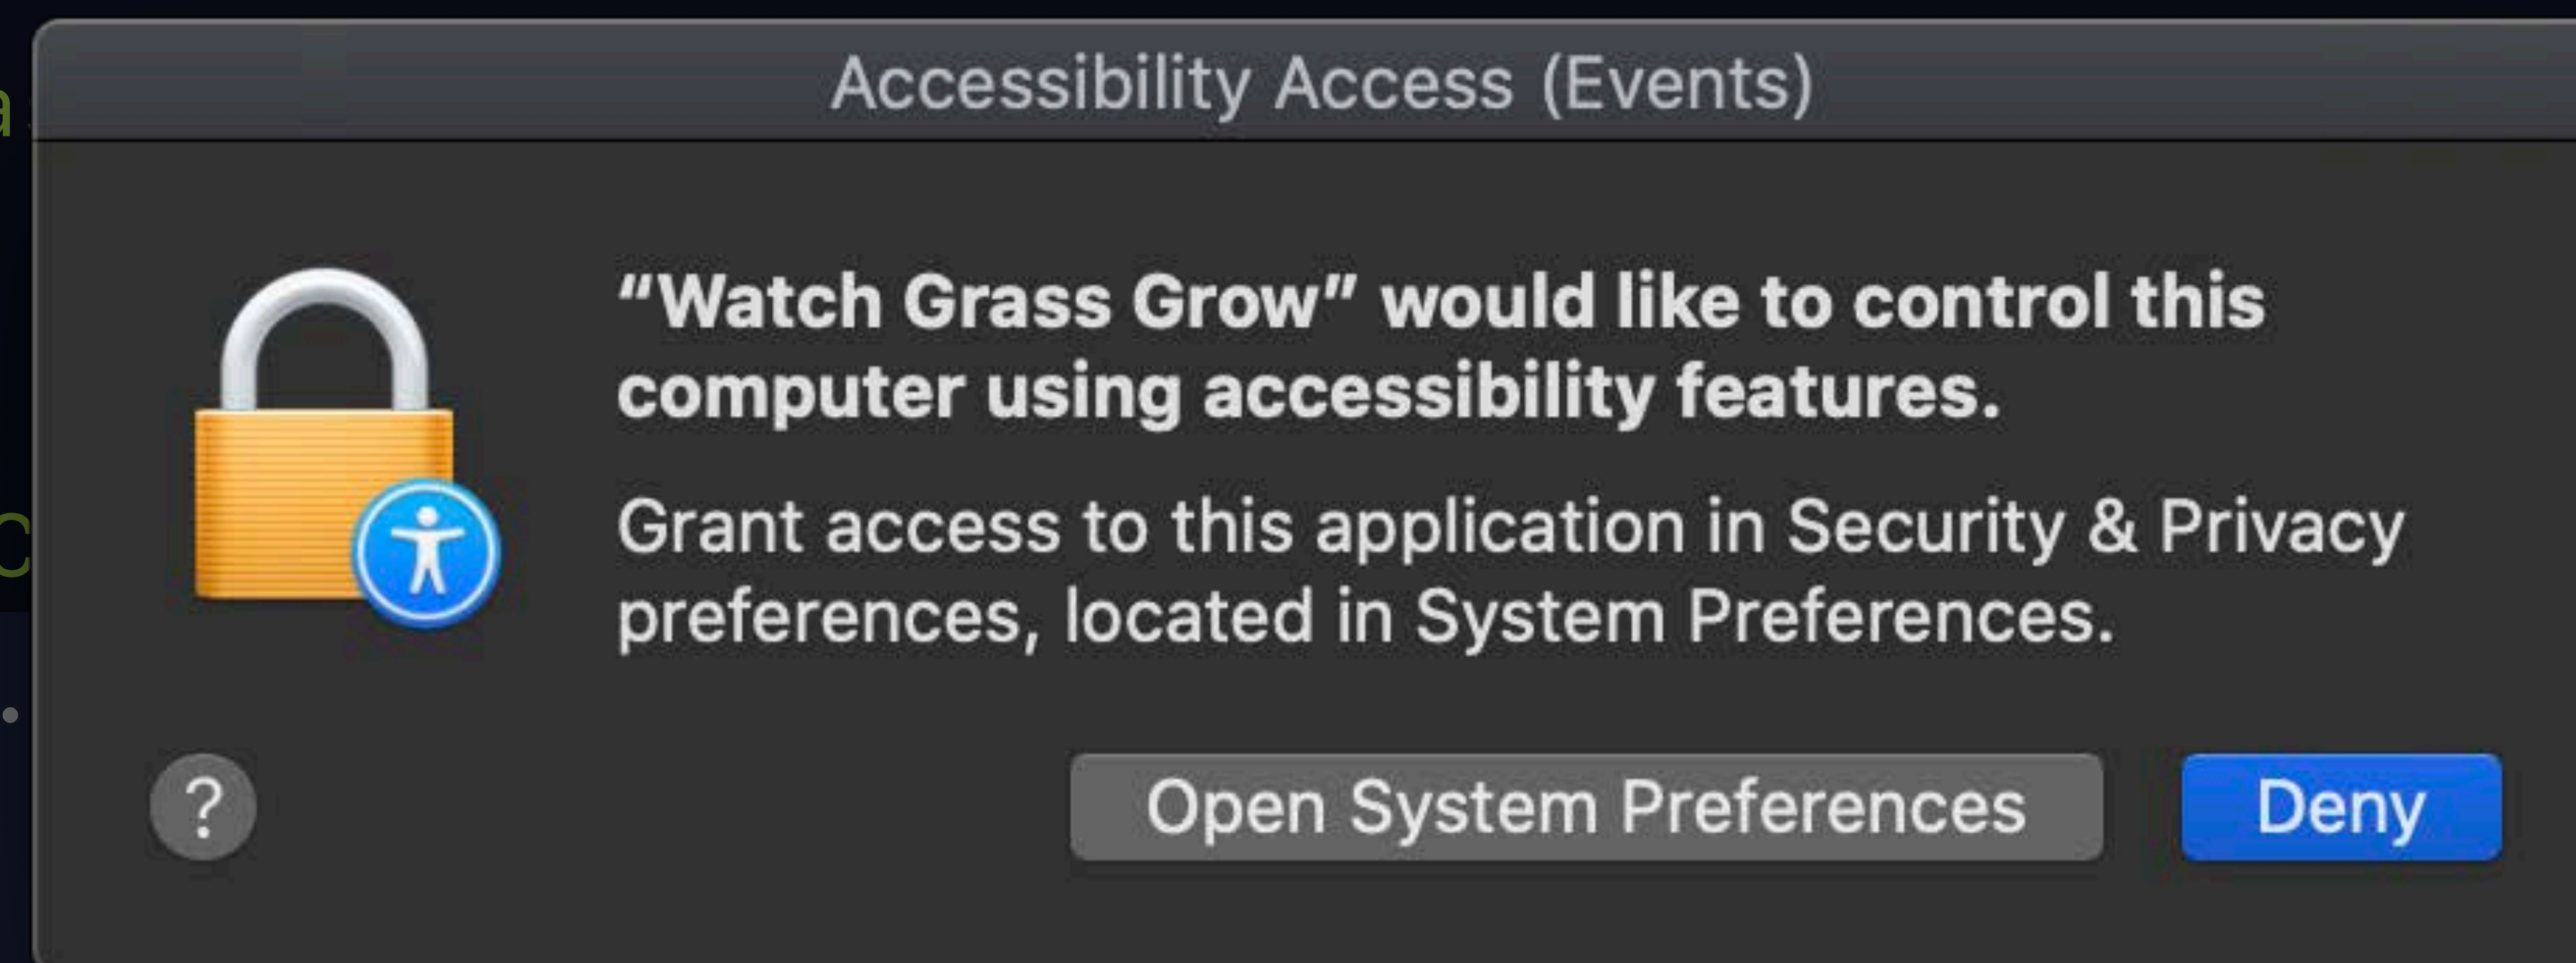 Accessibility Access (Events)
“Watch Grass Grow” would like to control this
computer using accessibility features.
Grant access to this application in Security & Privacy
preferences, located in System Preferences.
?
Open System Preferences
Deny